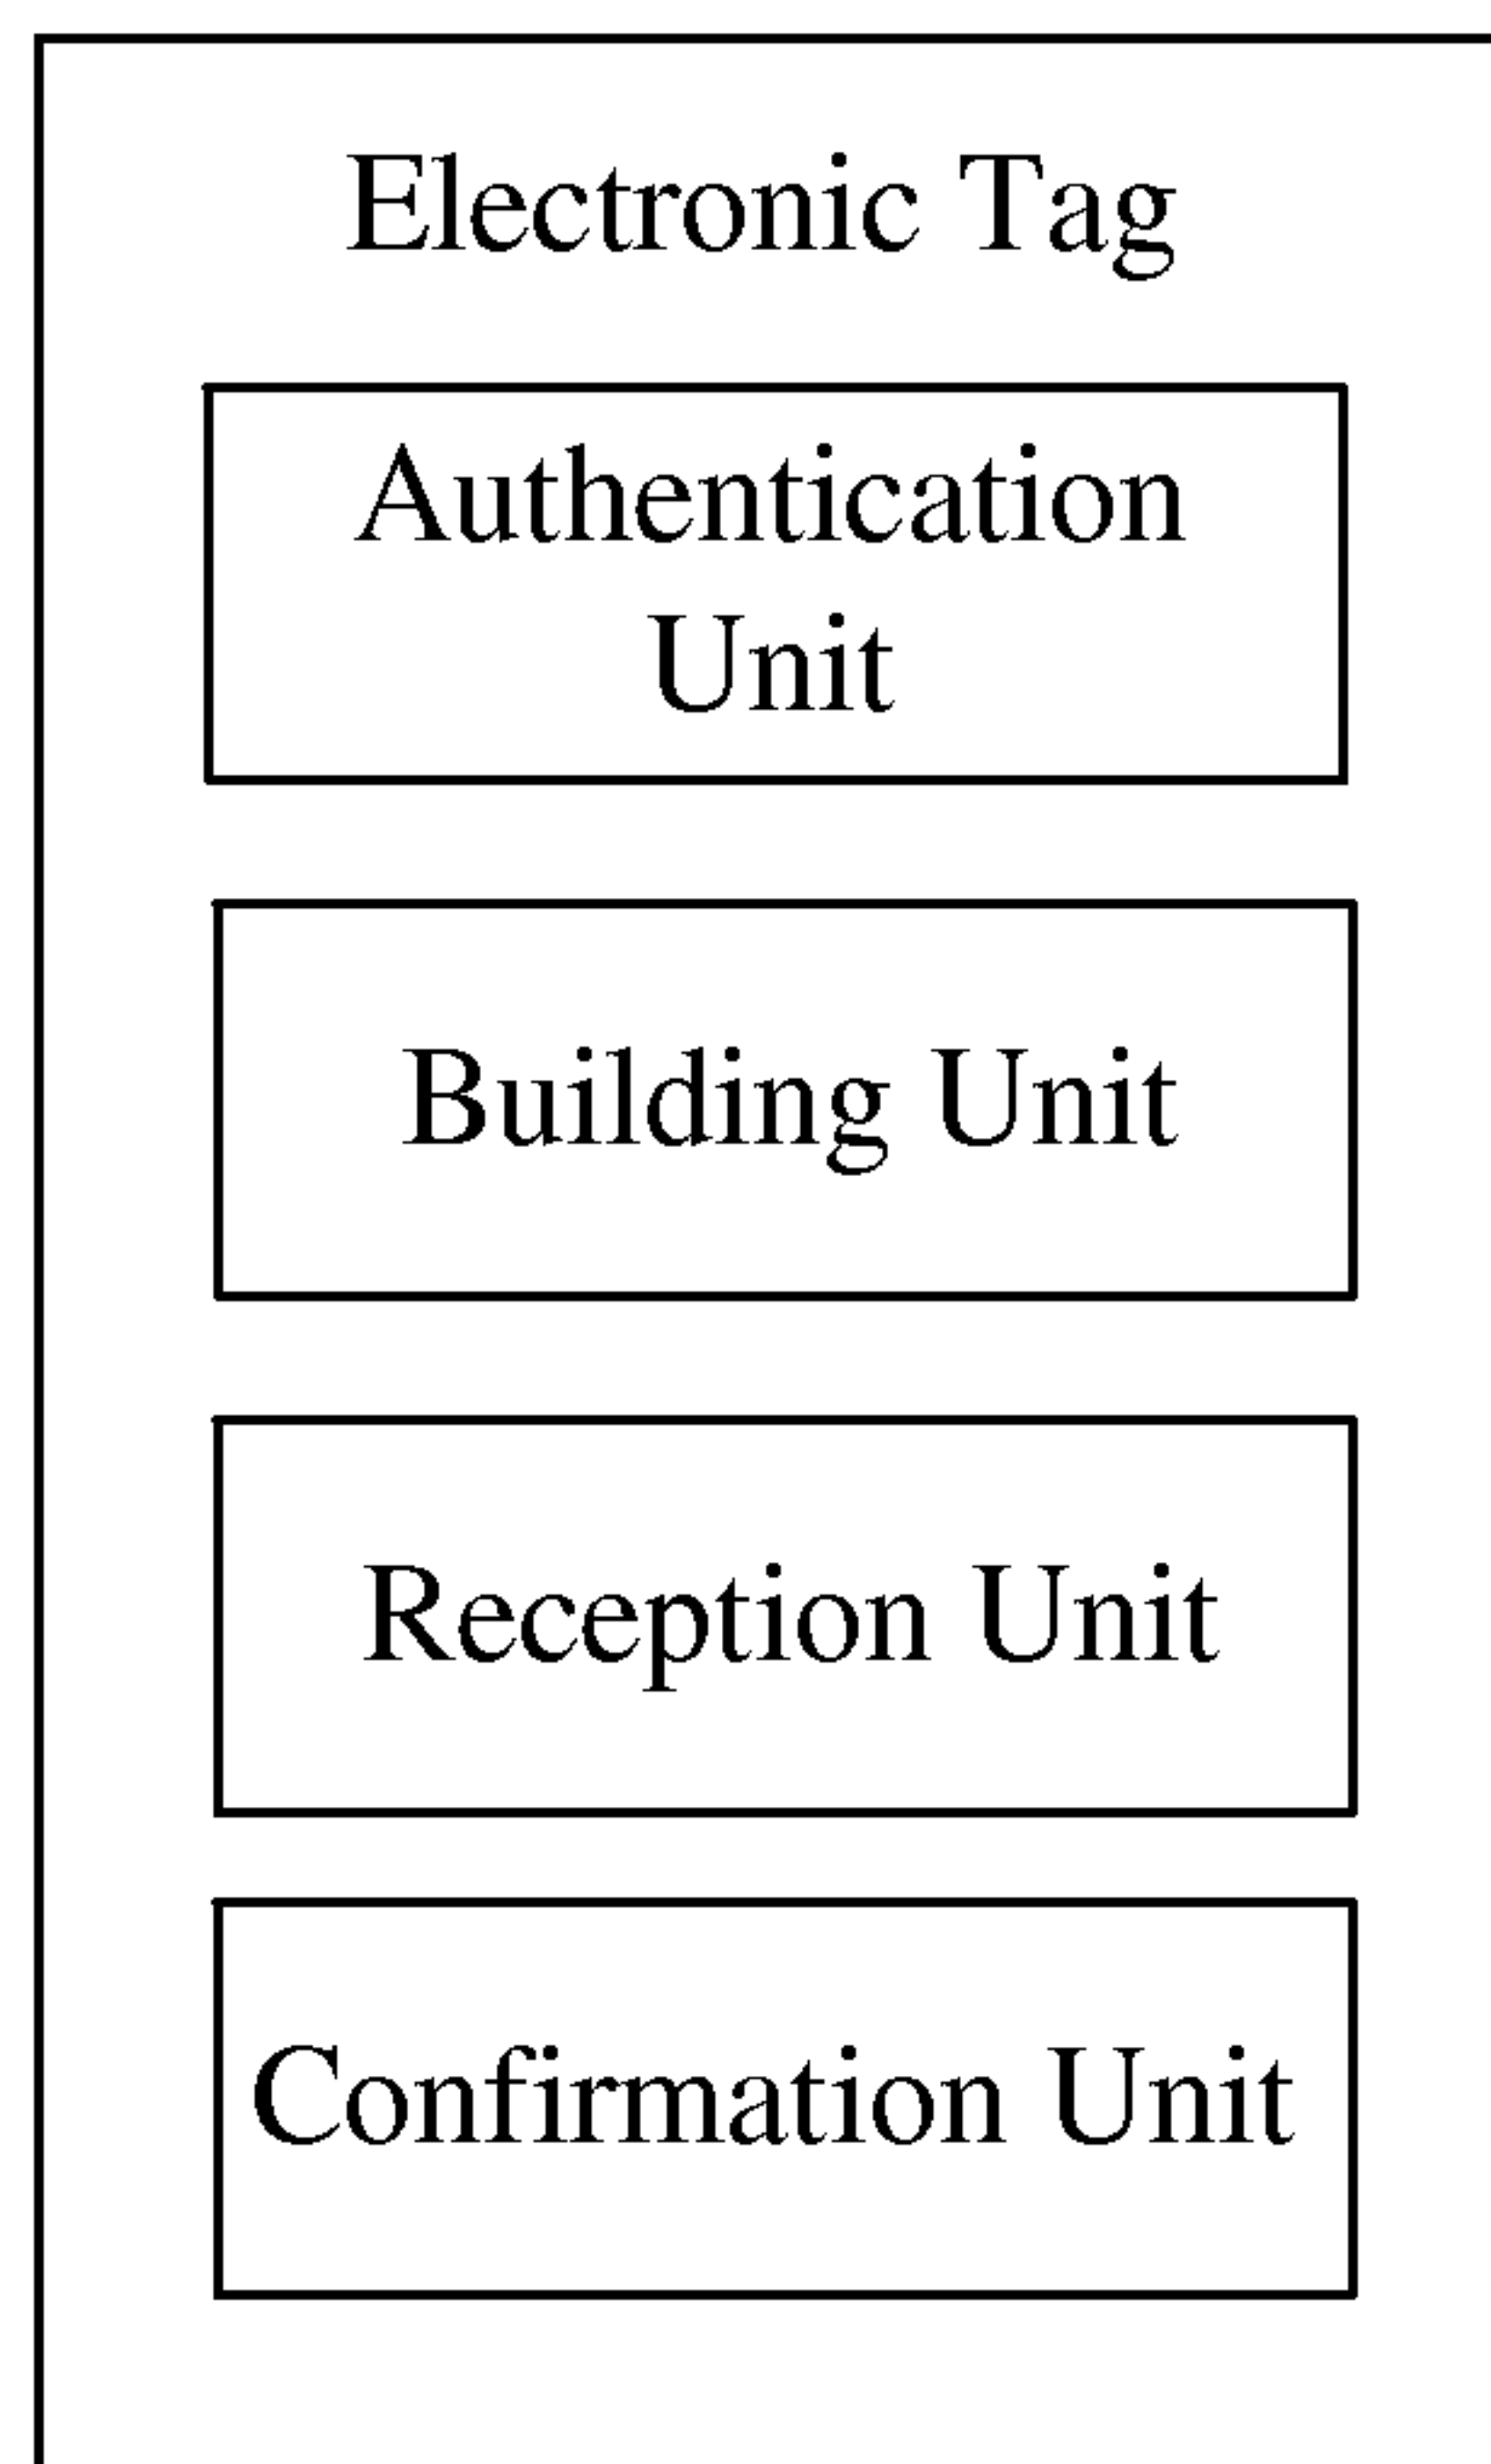 Electronic Tag
Authentication
Unit
Building Unit
Reception Unit
Confirmation Unit